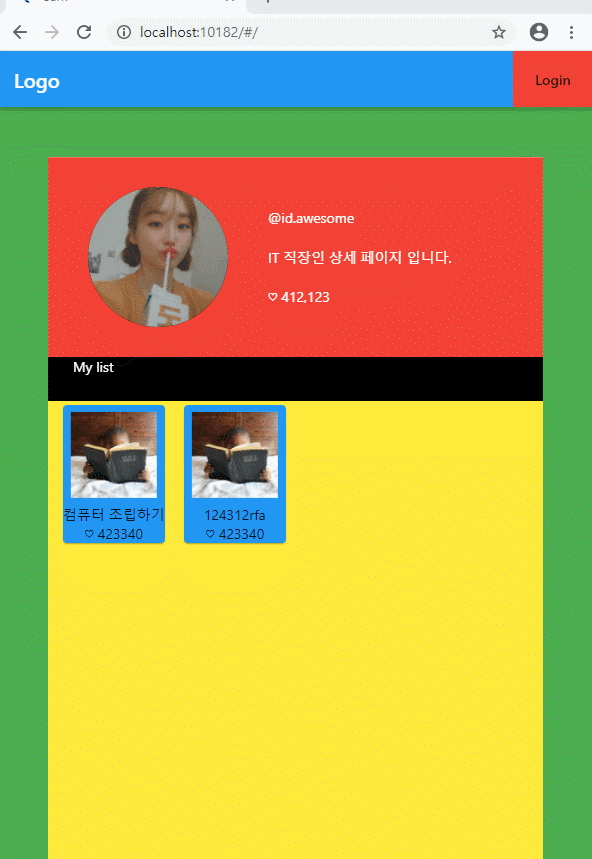 localhost:10182/#/
Logo
Login
@id.awesome
IT 직장인 상세 페이지 입니다.
♡ 412,123
My list
컴퓨터 조립하기
♡ 423340
124312rfa
♡ 423340